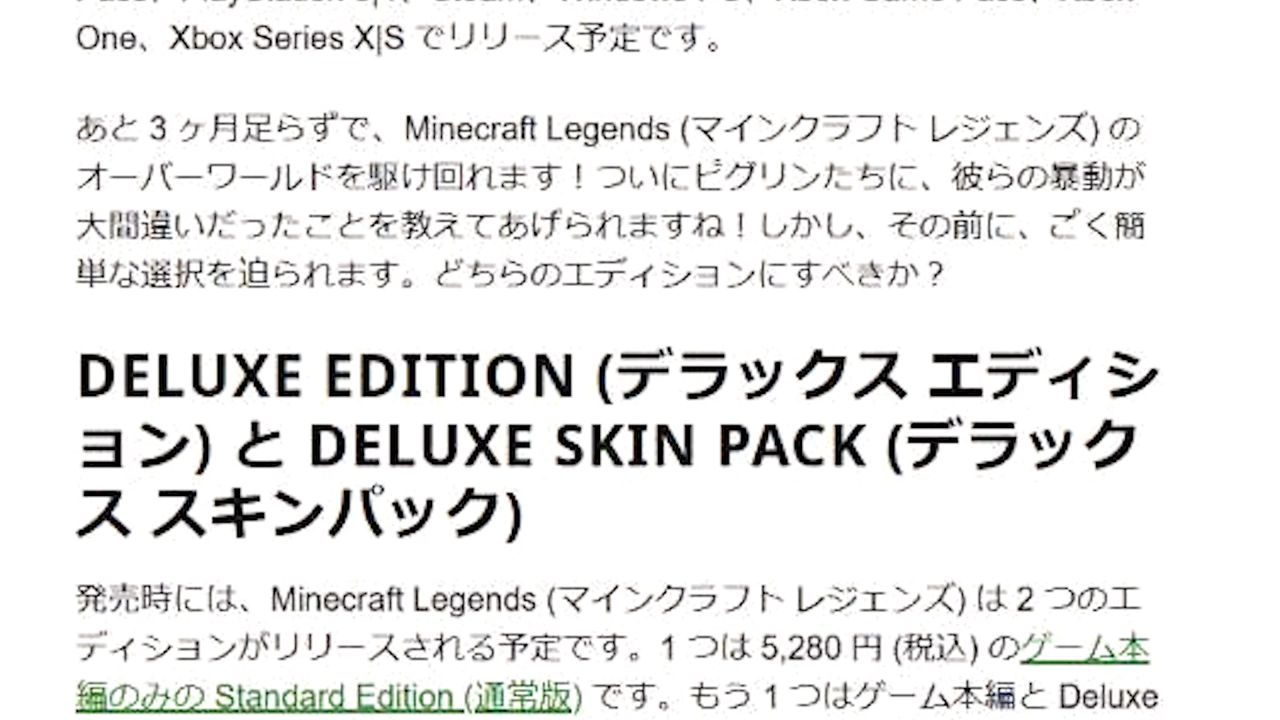 One、Xbox Series X|S でリリース予定です。
あと 3 ヶ月足らずで、Minecraft Legends (マインクラフト レジェンズ) の
オーバーワールドを駆け回れます！ついにピグリンたちに、彼らの暴動が
大間違いだったことを教えてあげられますね！しかし、その前に、ごく簡
単な選択を迫られます。どちらのエディションにすべきか？
DELUXE EDITION (デラックス エディシ
ョン) と DELUXE SKIN PACK (デラック
ス スキンパック)
発売時には、Minecraft Legends (マインクラフト レジェンズ) は 2 つのエ
ディションがリリースされる予定です。1 つは 5,280 円 (税込) のゲーム本
編のみの Standard Edition (通常版) です。もう 1 つはゲーム本編と Deluxe